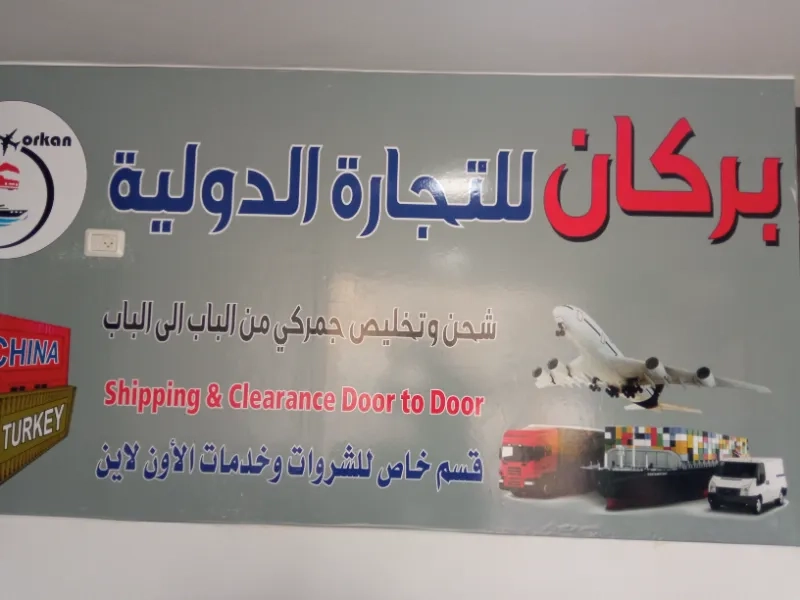 بركان للتجارة الدولية
orkan
شحن وتخليص جمركي من الباب الى الباب
CHINA
Shipping & Clearance Door to Door
TURKEY
قسم خاص للشروات وخدمات الأون لاين